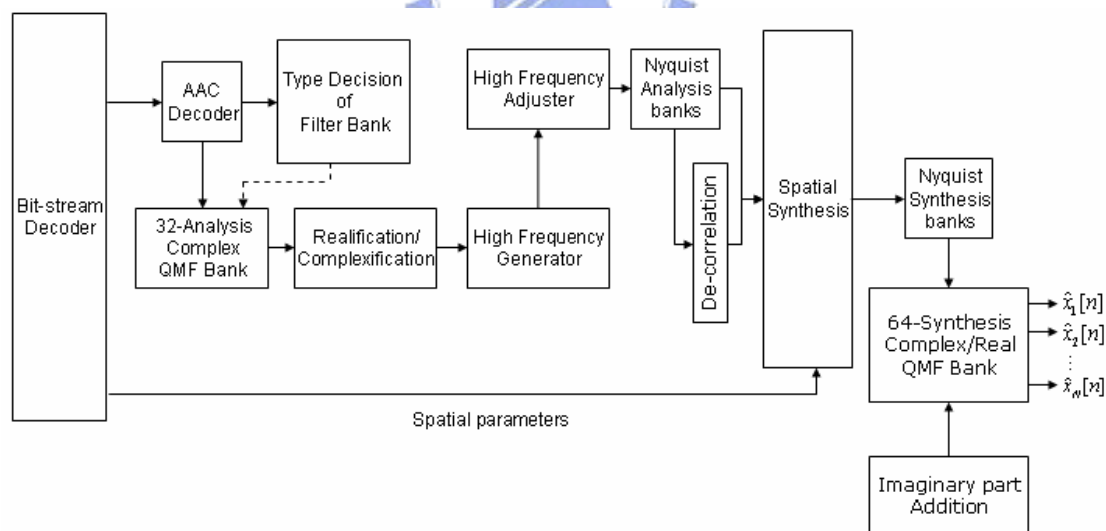 Bit-stream
Decoder
AAC
Decoder
Type Decision
of
Filter Bank
32-Analysis
Complex
QMF Bank
Realification/
Complexification
High Frequency
Generator
High Frequency
Adjuster
Nyquist
Analysis
banks
De-correlation
Spatial
Synthesis
Nyquist
Synthesis
banks
64-Synthesis
Complex/Real
QMF Bank
x̂₁[n]
x̂₂[n]
⋮
x̂ₙ[n]
Spatial parameters
Imaginary part
Addition